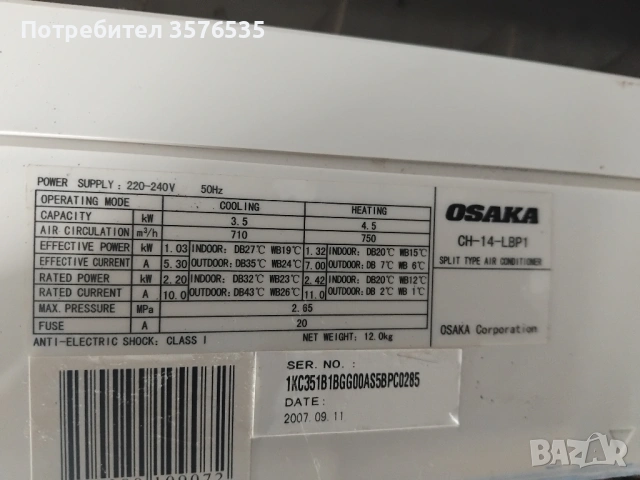 Потребител 3576535
POWER SUPPLY: 220-240V 50Hz
OPERATING MODE COOLING HEATING
CAPACITY kW 3.5 4.5
AIR CIRCULATION m³/h 710 750
EFFECTIVE POWER kW 1.03 INDOOR: DB27℃ WB19℃ 1.32 INDOOR: DB20℃ WB15℃
EFFECTIVE CURRENT A 5.30 OUTDOOR: DB35℃ WB24℃ 7.00 OUTDOOR: DB 7℃ WB 6℃
RATED POWER kW 2.20 INDOOR: DB32℃ WB23℃ 2.42 INDOOR: DB20℃ WB12℃
RATED CURRENT A 10.0 OUTDOOR: DB43℃ WB26℃ 11.0 OUTDOOR: DB 2℃ WB 1℃
MAX. PRESSURE MPa 2.65
FUSE A 20
ANTI-ELECTRIC SHOCK: CLASS I NET WEIGHT: 12.0kg
OSAKA
CH-14-LBP1
SPLIT TYPE AIR CONDITIONER
OSAKA Corporation
SER. NO.:
1XC351B1BGG00AS5BPC0285
DATE:
2007.09.11
BAZAR